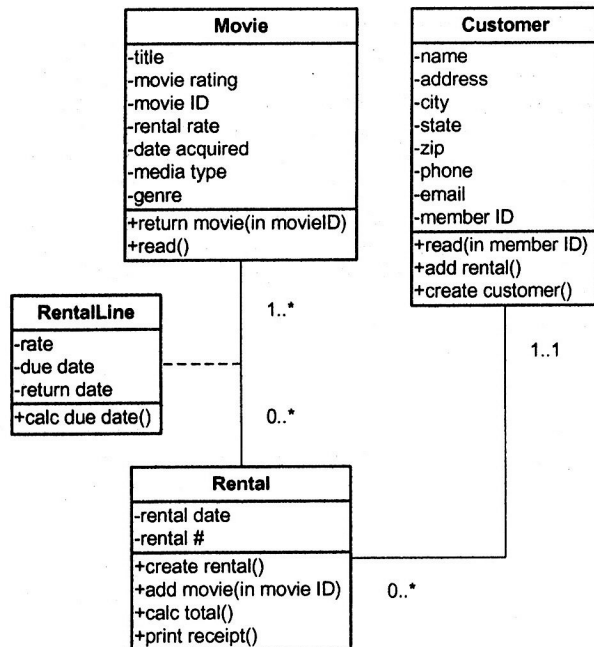 Movie
-title
-movie rating
-movie ID
-rental rate
-date acquired
-media type
-genre
+return movie(in movieID)
+read()
Customer
-name
-address
-city
-state
-zip
-phone
-email
-member ID
+read(in member ID)
+add rental()
+create customer()
RentalLine
-rate
-due date
-return date
+calc due date()
1..*
0..*
1..1
Rental
-rental date
-rental #
+create rental()
+add movie(in movie ID)
+calc total()
+print receipt()
0..*